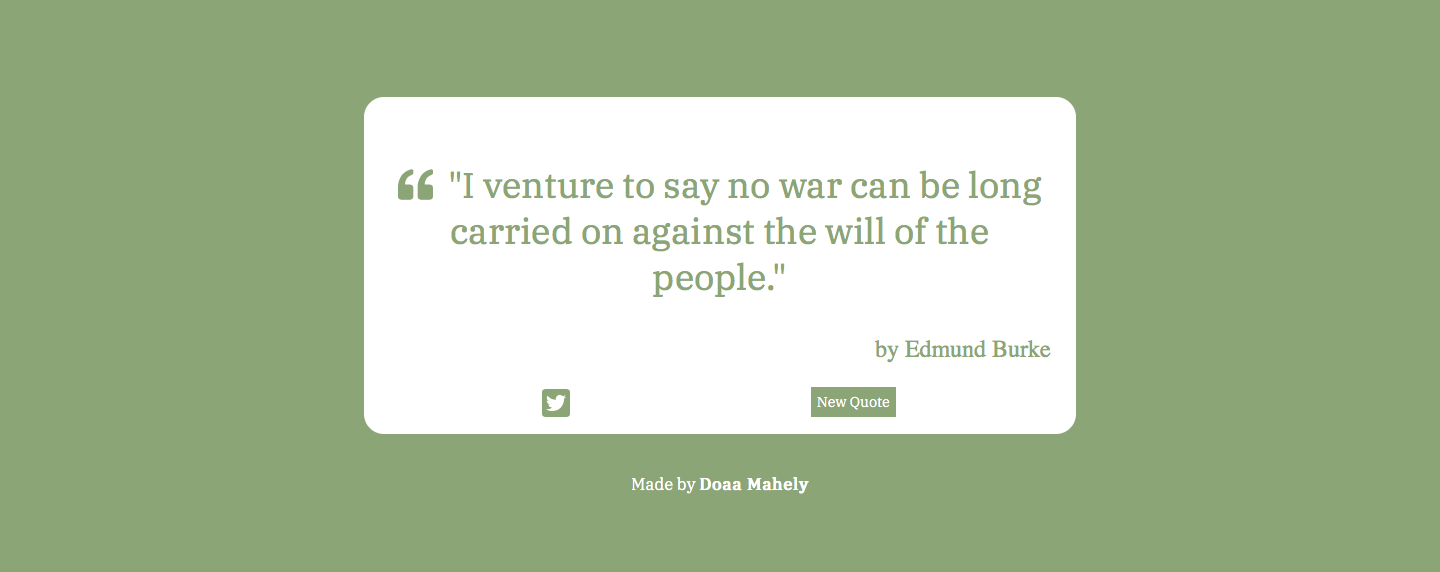 "I venture to say no war can be long
carried on against the will of the
people."
by Edmund Burke
New Quote
Made by Doaa Mahely